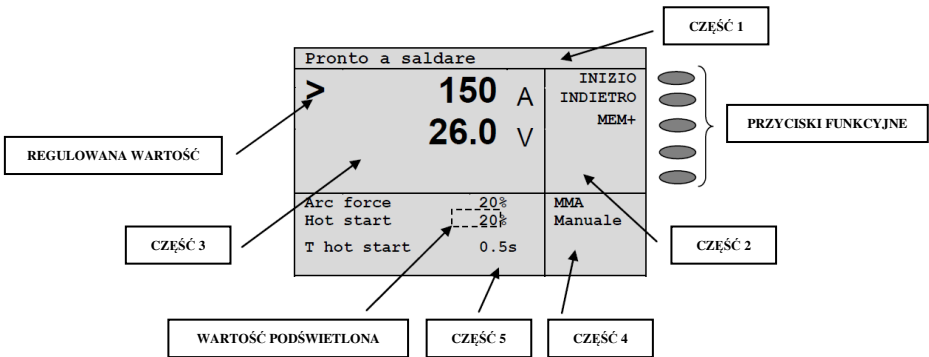 CZĘŚĆ 1
Pronto a saldare
> 150 A
26.0 V
INIZIO
INDIETRO
MEM+
PRZYCISKI FUNKCYJNE
REGULOWANA WARTOŚĆ
Arc force 20%
Hot start 20%
T hot start 0.5s
MMA
Manuale
CZĘŚĆ 3
CZĘŚĆ 2
WARTOŚĆ PODŚWIETLONA
CZĘŚĆ 5
CZĘŚĆ 4